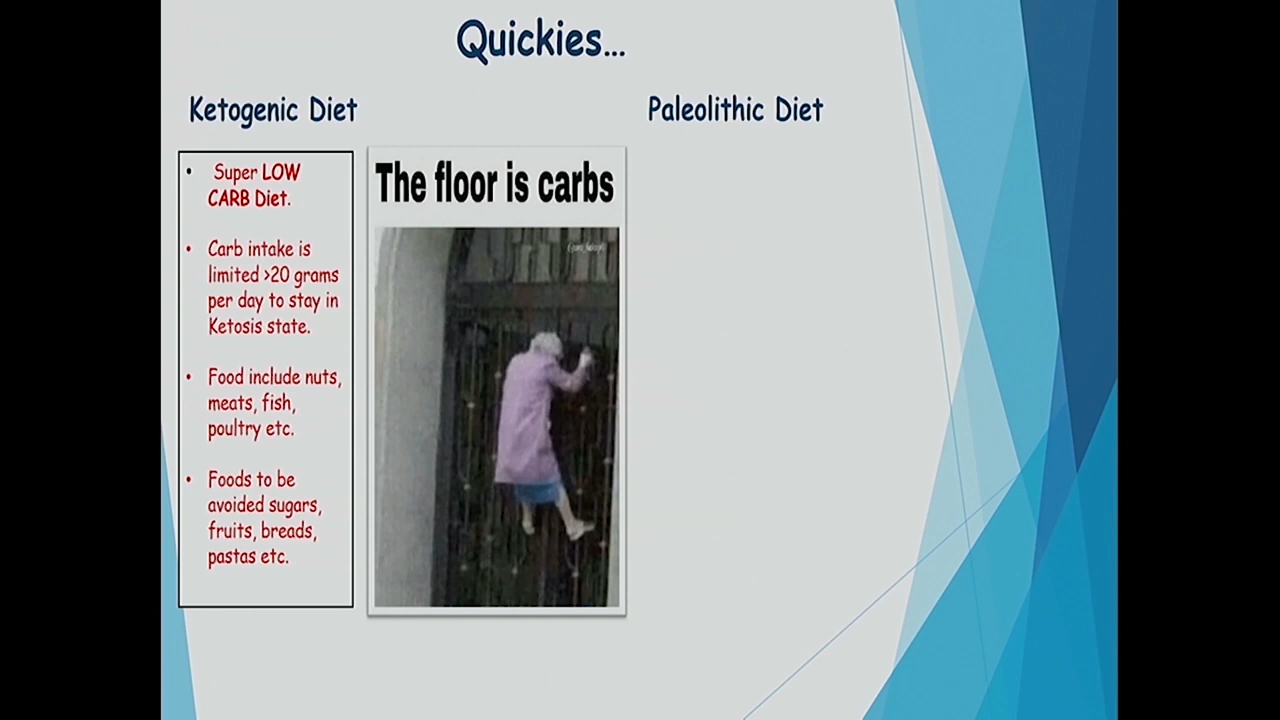 Quickies...
Ketogenic Diet
Paleolithic Diet
• Super LOW
CARB Diet.
• Carb intake is
limited >20 grams
per day to stay in
Ketosis state.
• Food include nuts,
meats, fish,
poultry etc.
• Foods to be
avoided sugars,
fruits, breads,
pastas etc.
The floor is carbs